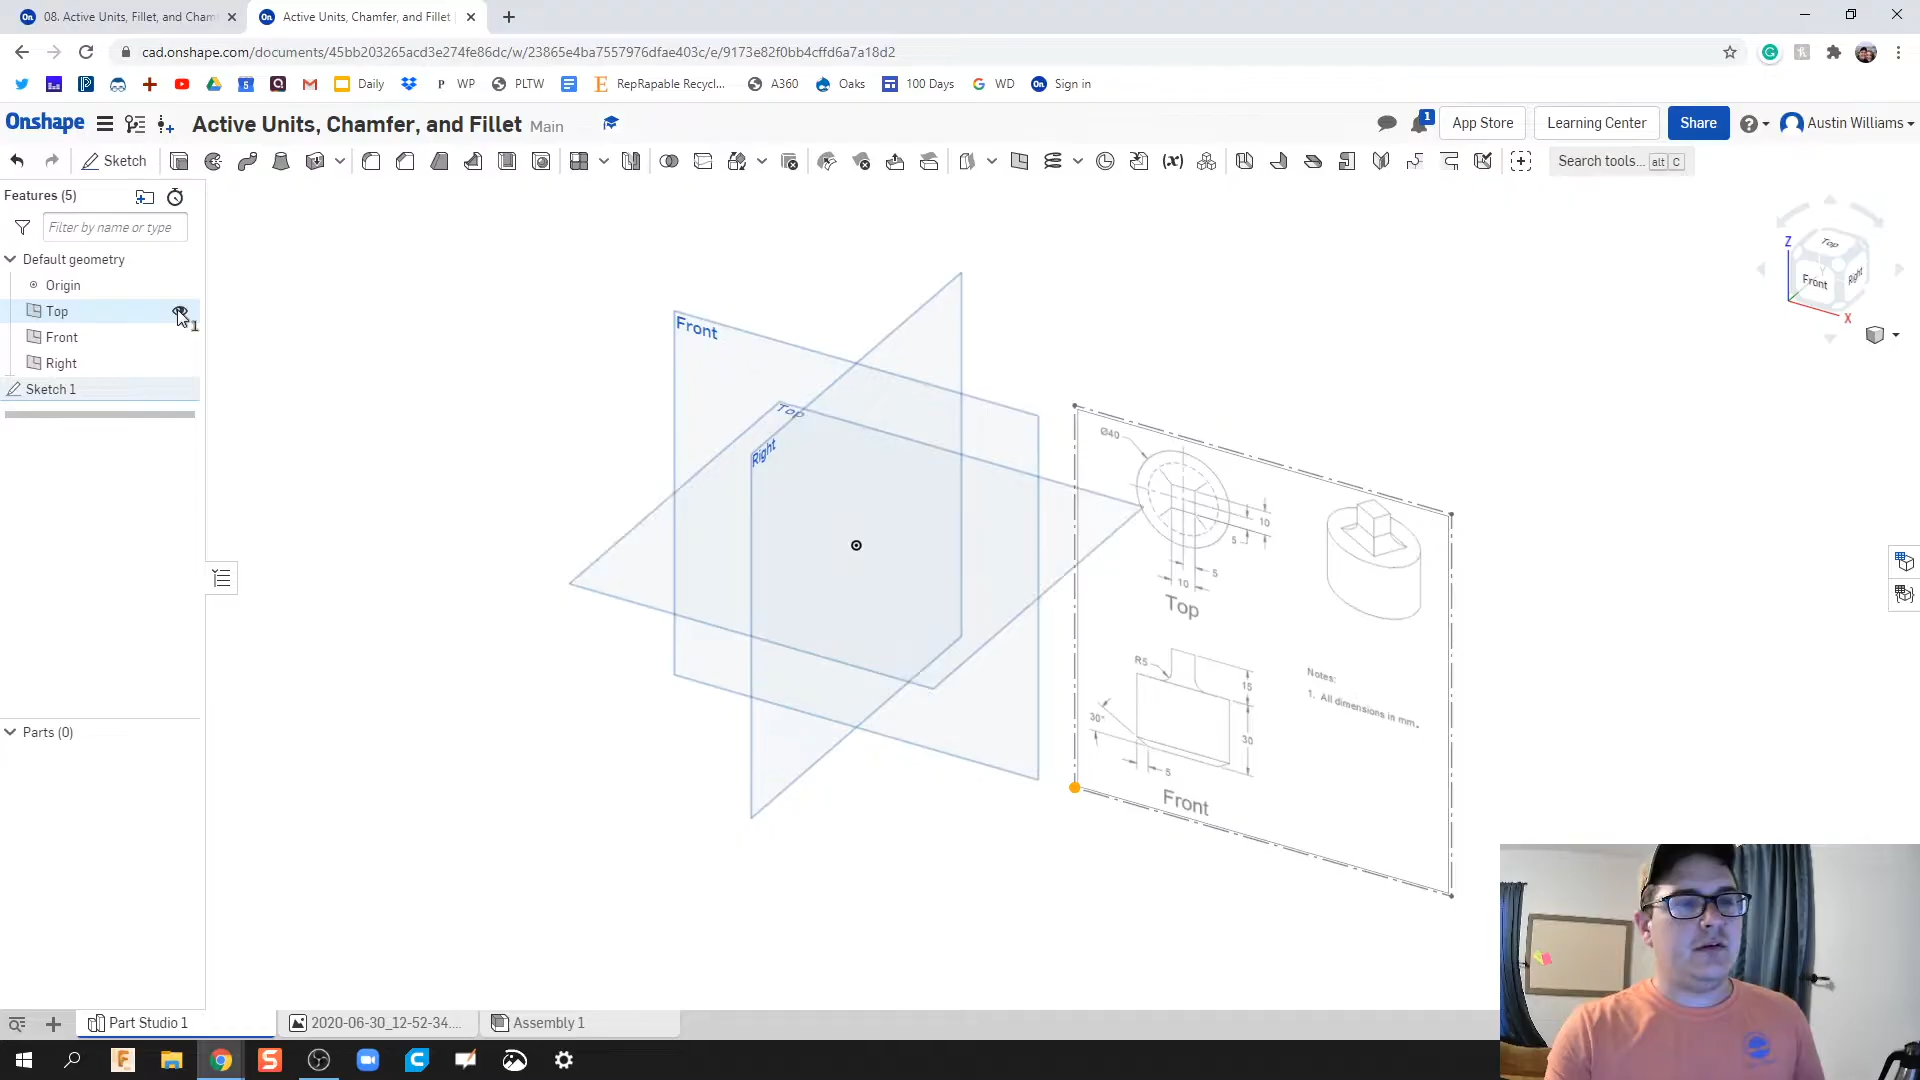 08. Active Units, Fillet, and Cham
Active Units, Chamfer, and Fillet
cad.onshape.com/documents/45bb203265acd3e274fe86dc/w/23865e4ba7557976dfae403c/e/9173e82f0bb4cffd6a7a18d2
Daily
WP
PLTW
RepRapable Recycl...
A360
Oaks
100 Days
WD
Sign in
Onshape
Active Units, Chamfer, and Fillet Main
1
App Store
Learning Center
Share
Austin Williams
Sketch
Search tools... alt C
Features (5)
Filter by name or type
Default geometry
Origin
Top
1
Front
Right
Sketch 1
Parts (0)
Front
Top
Right
Top
Front
Right
Z
X
Y
Ø40
10
5
5
10
Top
R5
15
30°
30
5
Front
Notes:
1. All dimensions in mm.
Part Studio 1
2020-06-30_12-52-34....
Assembly 1